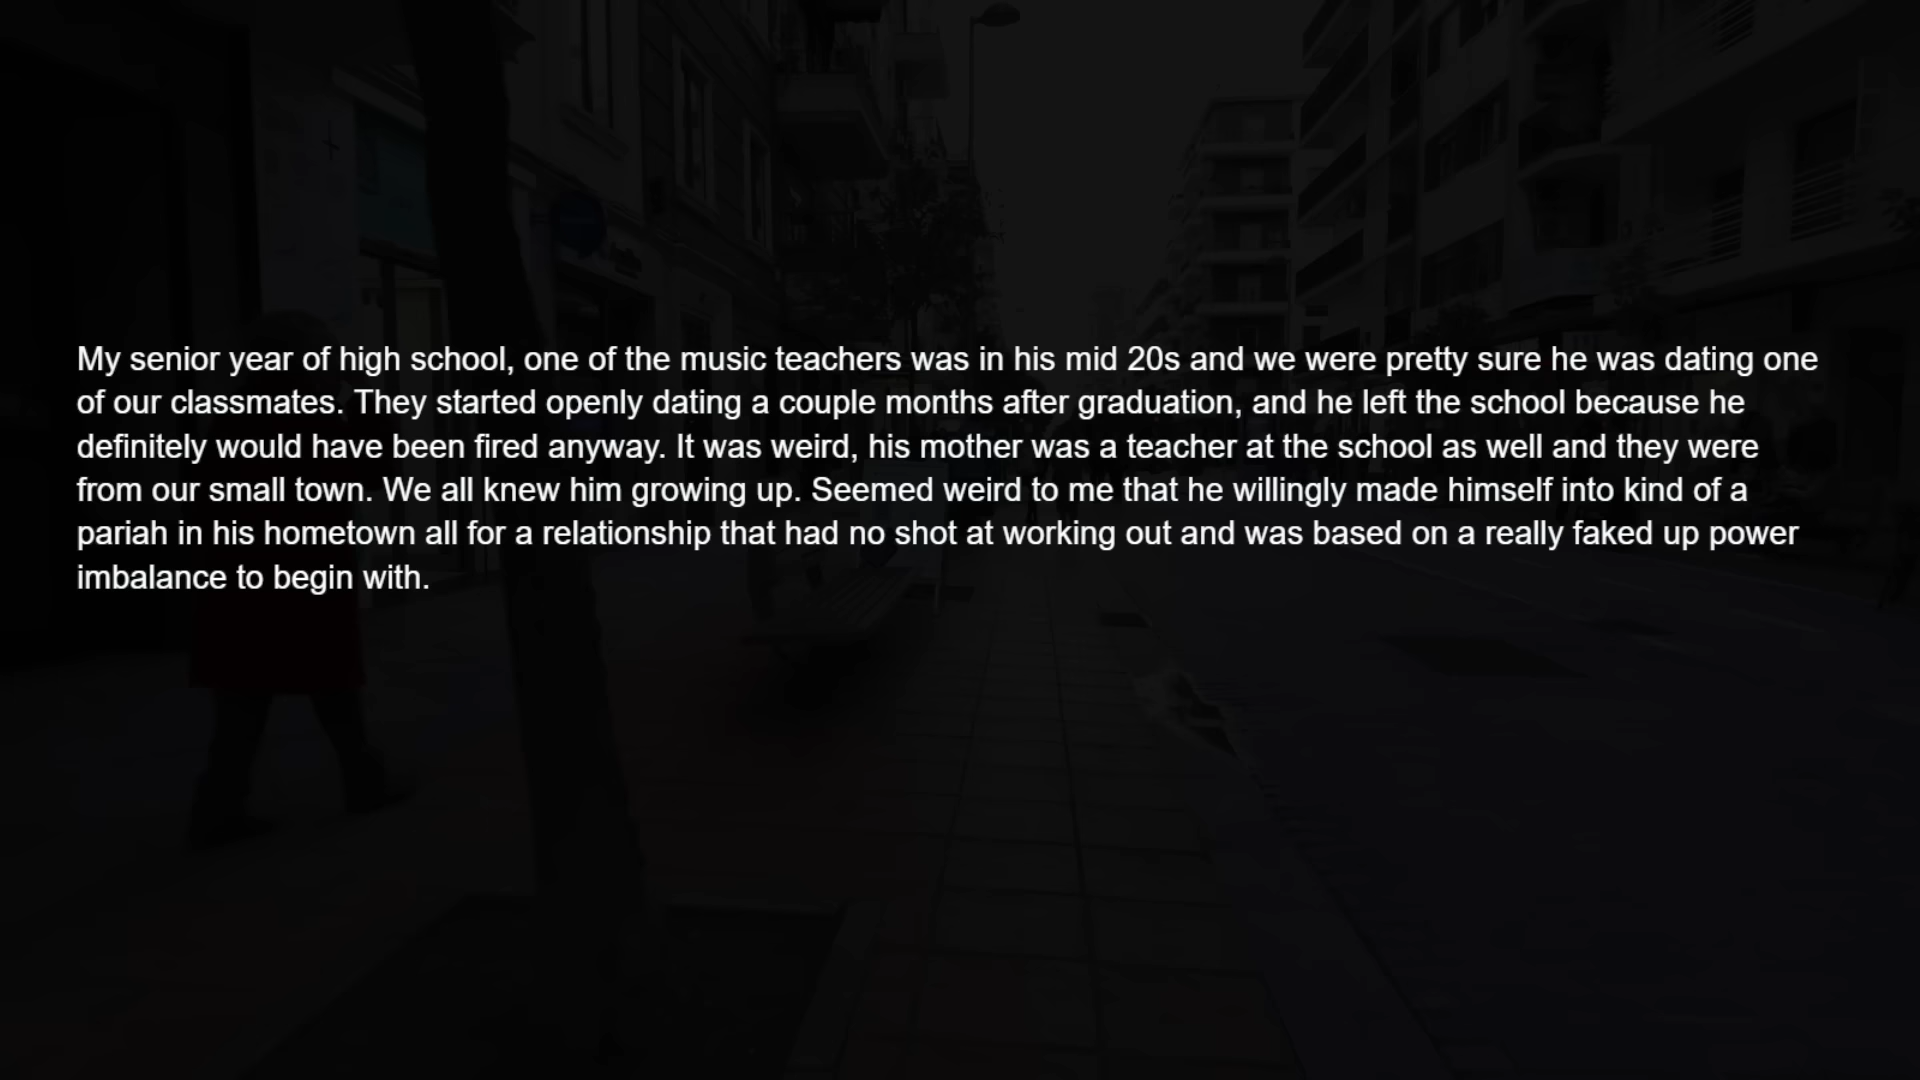 My senior year of high school, one of the music teachers was in his mid 20s and we were pretty sure he was dating one
of our classmates. They started openly dating a couple months after graduation, and he left the school because he
definitely would have been fired anyway. It was weird, his mother was a teacher at the school as well and they were
from our small town. We all knew him growing up. Seemed weird to me that he willingly made himself into kind of a
pariah in his hometown all for a relationship that had no shot at working out and was based on a really faked up power
imbalance to begin with.